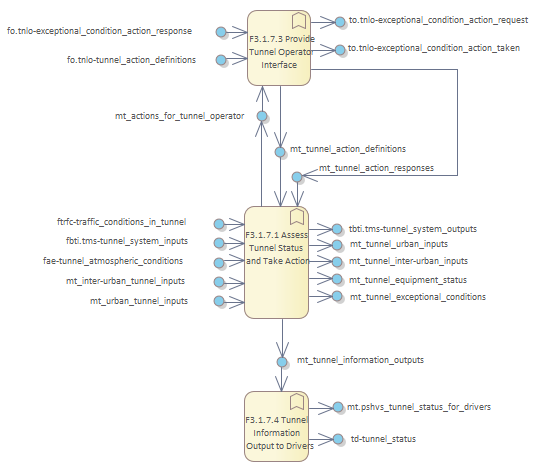 to.tnlo-exceptional_condition_action_request
fo.tnlo-exceptional_condition_action_response
F3.1.7.3 Provide
Tunnel Operator
Interface
to.tnlo-exceptional_condition_action_taken
fo.tnlo-tunnel_action_definitions
mt_actions_for_tunnel_operator
mt_tunnel_action_definitions
mt_tunnel_action_responses
ftrfc-traffic_conditions_in_tunnel
fbti.tms-tunnel_system_inputs
fae-tunnel_atmospheric_conditions
mt_inter-urban_tunnel_inputs
mt_urban_tunnel_inputs
F3.1.7.1 Assess
Tunnel Status
and Take Action
tbti.tms-tunnel_system_outputs
mt_tunnel_urban_inputs
mt_tunnel_inter-urban_inputs
mt_tunnel_equipment_status
mt_tunnel_exceptional_conditions
mt_tunnel_information_outputs
F3.1.7.4 Tunnel
Information
Output to Drivers
mt.pshvs_tunnel_status_for_drivers
td-tunnel_status